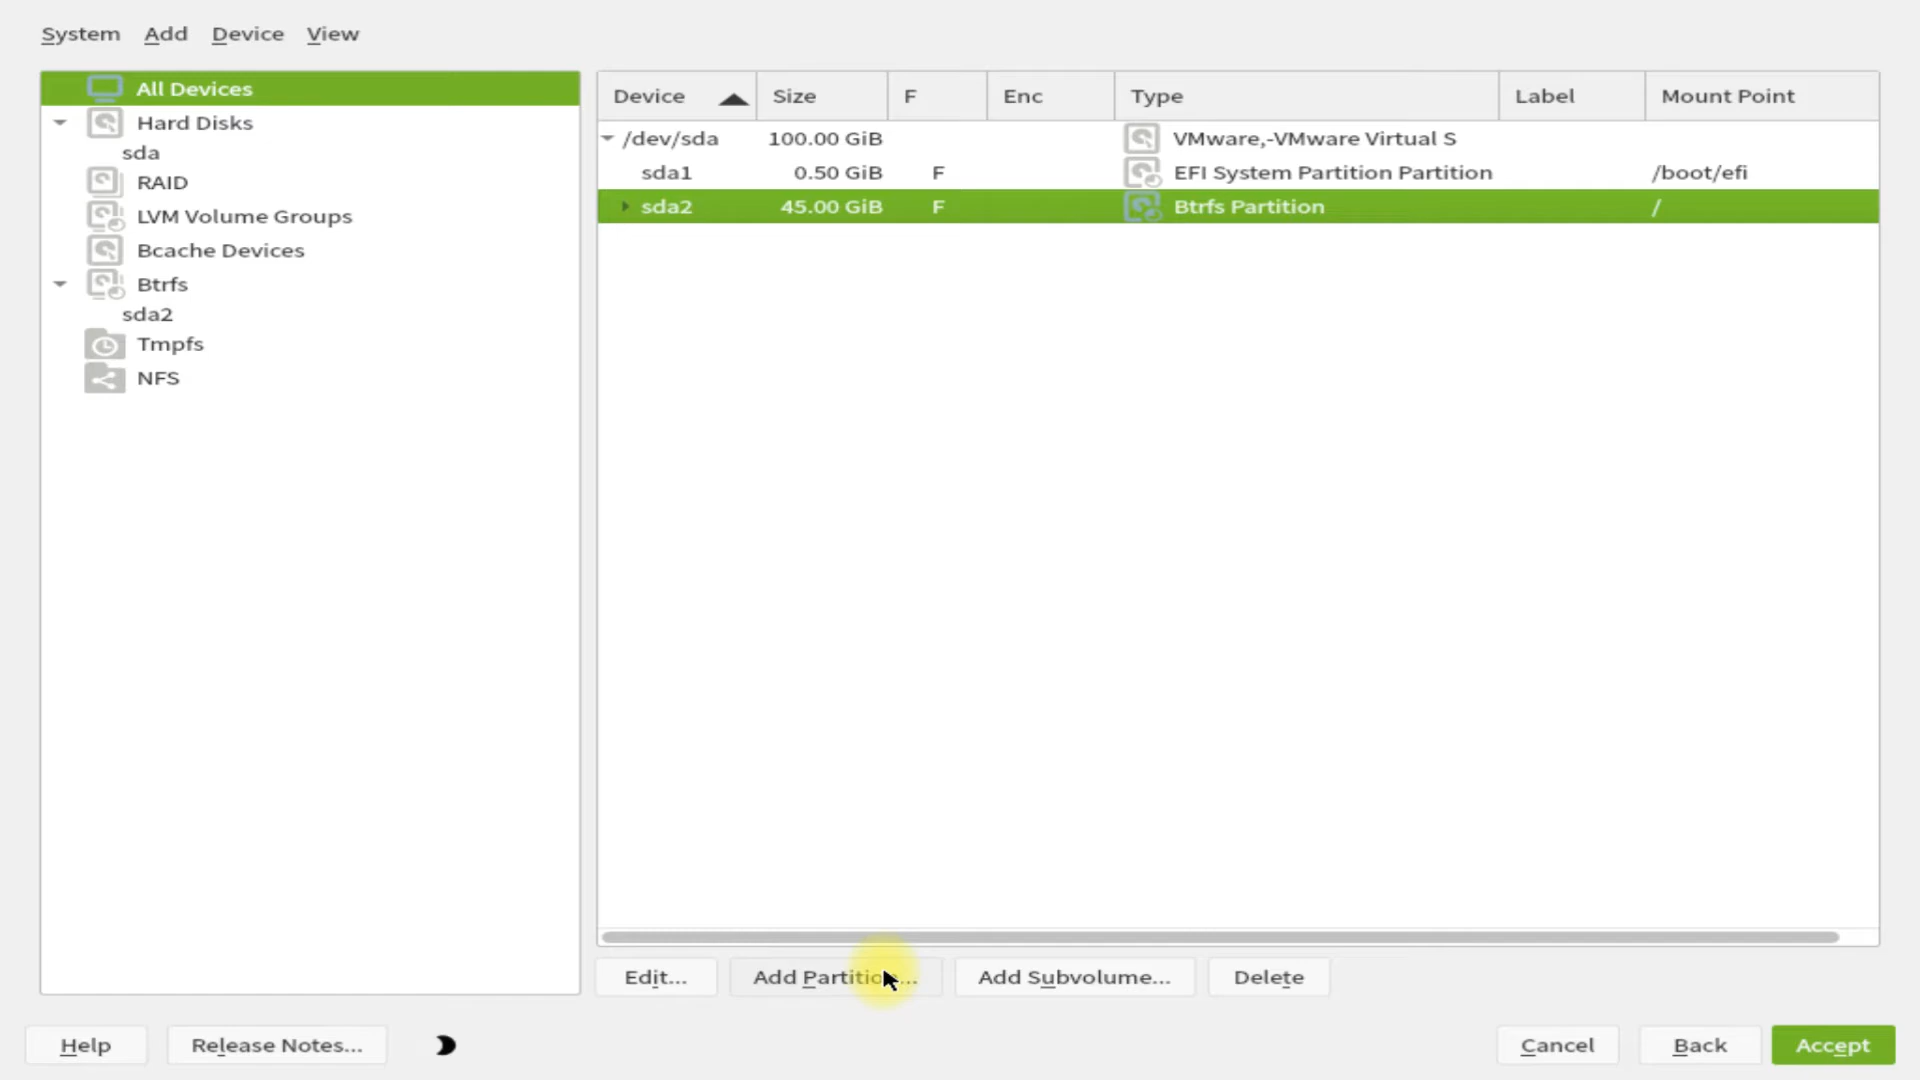 System Add Device View
All Devices
Hard Disks
sda
RAID
LVM Volume Groups
Bcache Devices
Btrfs
sda2
Tmpfs
NFS
Device Size F Enc Type Label Mount Point
/dev/sda 100.00 GiB VMware,-VMware Virtual S
sda1 0.50 GiB F EFI System Partition Partition /boot/efi
sda2 45.00 GiB F Btrfs Partition /
Edit... Add Partition... Add Subvolume... Delete
Help Release Notes... Cancel Back Accept